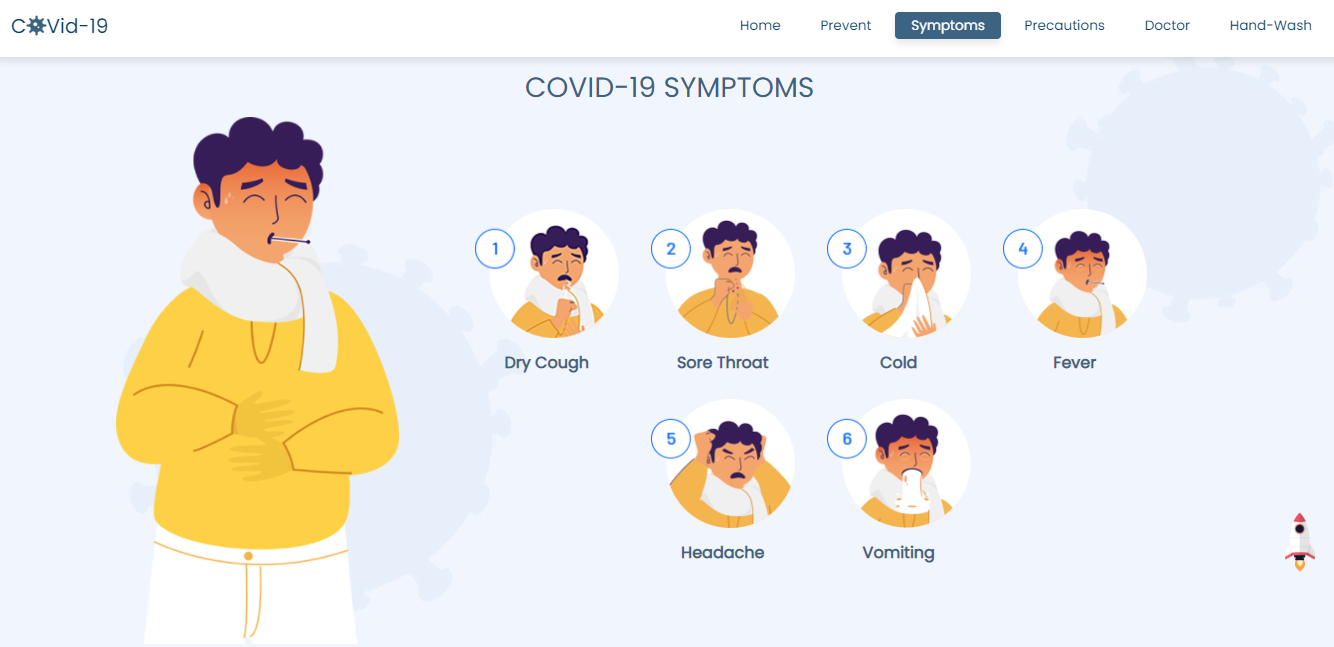 C Vid-19
Home Prevent Symptoms Precautions Doctor Hand-Wash
COVID-19 SYMPTOMS
1 2 3 4
Dry Cough Sore Throat Cold Fever
5 6
Headache Vomiting